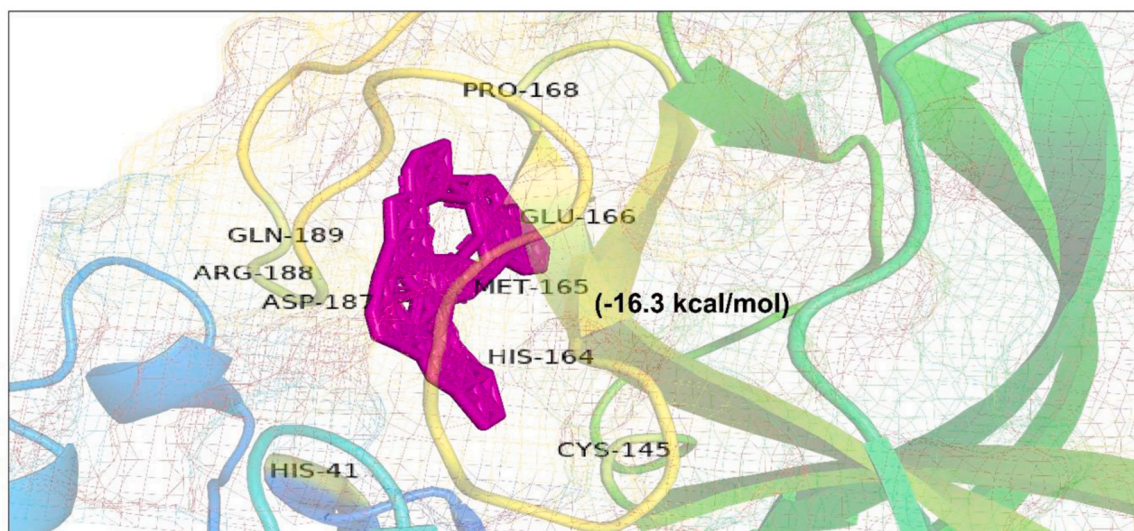 PRO-168
GLU-166
GLN-189
ARG-188
ASP-187
MET-165
(-16.3 kcal/mol)
HIS-164
CYS-145
HIS-41